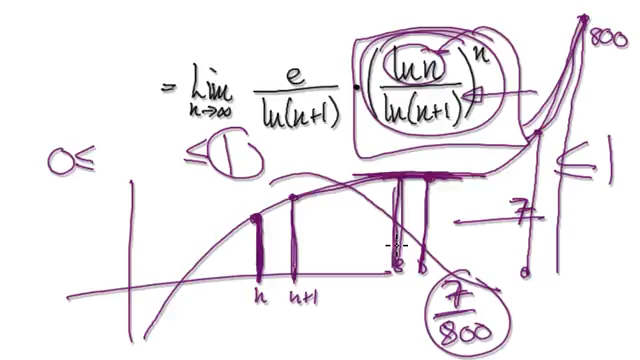 800
= Lim n→∞ e/ln(n+1) · (ln n/ln(n+1))^n
0≤ ≤1 ≤1
7
n n+1
7/800